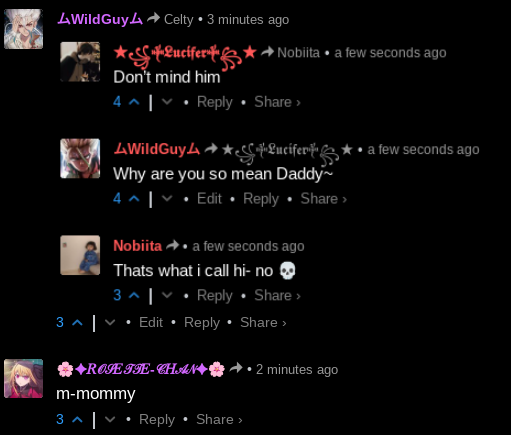 ムWildGuyム Celty • 3 minutes ago
★꧁༒𝕷𝖚𝖈𝖎𝖋𝖊𝖗༒꧂★ Nobiita • a few seconds ago
Don't mind him
4 | • Reply • Share ›
ムWildGuyム ★꧁༒𝕷𝖚𝖈𝖎𝖋𝖊𝖗༒꧂★ • a few seconds ago
Why are you so mean Daddy~
4 | • Edit • Reply • Share ›
Nobiita • a few seconds ago
Thats what i call hi- no 💀
3 | • Reply • Share ›
3 | • Edit • Reply • Share ›
🌸✦-𝒞𝐻𝒜𝒩✦🌸 • 2 minutes ago
m-mommy
3 | • Reply • Share ›